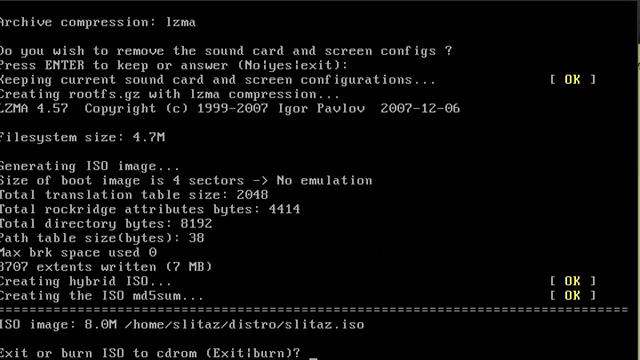 Archive compression: lzma
Do you wish to remove the sound card and screen configs ?
Press ENTER to keep or answer (No|yes|exit):
Keeping current sound card and screen configurations... [ OK ]
Creating rootfs.gz with lzma compression...
LZMA 4.57 Copyright (c) 1999-2007 Igor Pavlov 2007-12-06
Filesystem size: 4.7M
Generating ISO image...
Size of boot image is 4 sectors -> No emulation
Total translation table size: 2048
Total rockridge attributes bytes: 4414
Total directory bytes: 8192
Path table size(bytes): 38
Max brk space used 0
3707 extents written (7 MB)
Creating hybrid ISO... [ OK ]
Creating the ISO md5sum... [ OK ]
ISO image: 8.0M /home/slitaz/distro/slitaz.iso
Exit or burn ISO to cdrom (Exit|burn)? _